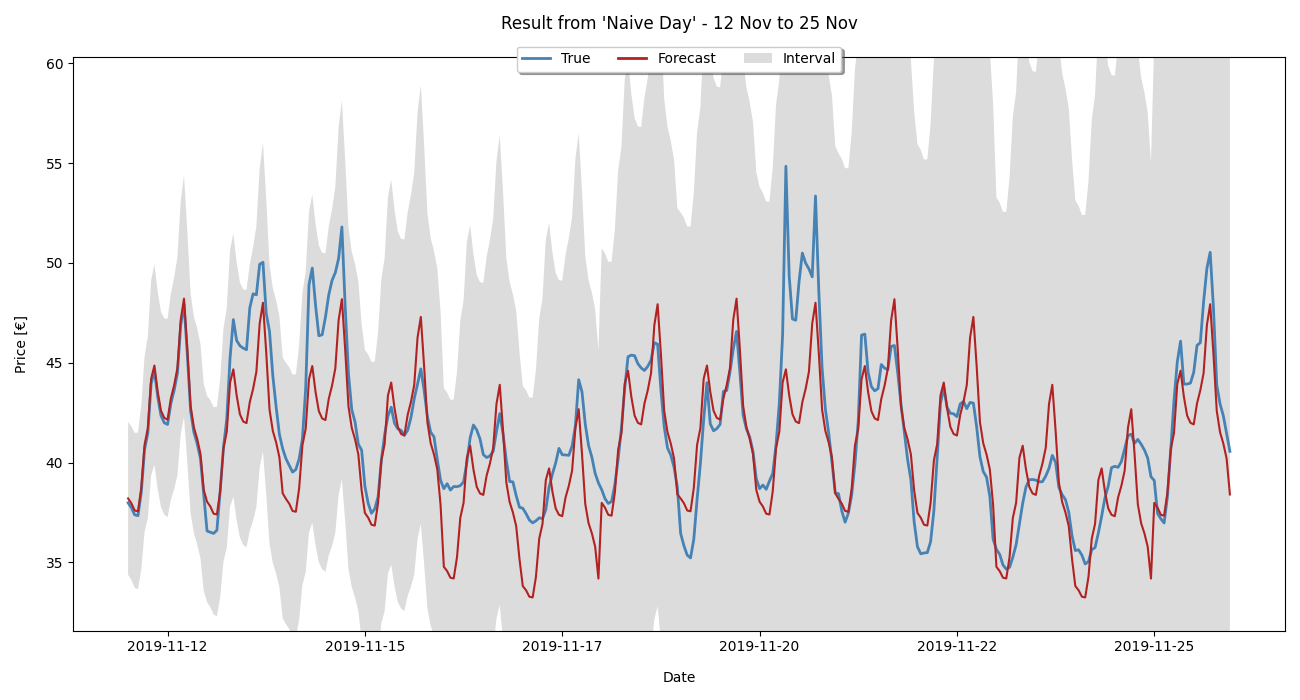 Result from 'Naive Day' - 12 Nov to 25 Nov
True Forecast Interval
60
55
50
45
40
35
Price [€]
2019-11-12 2019-11-15 2019-11-17 2019-11-20 2019-11-22 2019-11-25
Date